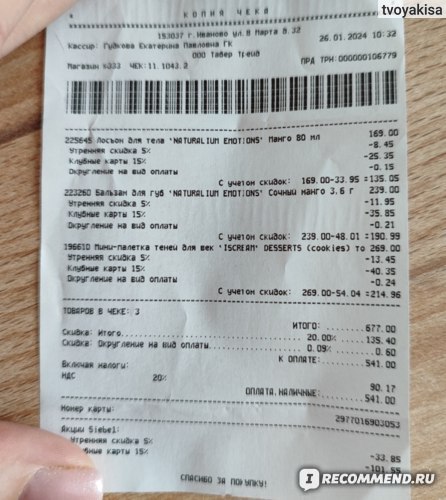 tvoyakisa
* КОПИЯ ЧЕКА
153037 г.Иваново ул.8 Марта д.32
Кассир: Гудкова Екатерина Павловна ГК 26.01.2024 10:32
ООО Табер Трейд
Магазин k033 ЧЕК:11.1043.2 ПРД ТРН:000000106779
225645 Лосьон для тела 'NATURALIUM EMOTIONS' Манго 80 мл 169.00
Утренняя скидка 5% -8.45
Клубные карты 15% -25.35
Округление на вид оплаты -0.15
С учетом скидок: 169.00-33.95 =135.05
223260 Бальзам для губ 'NATURALIUM EMOTIONS' Сочный манго 3.6 г 239.00
Утренняя скидка 5% -11.95
Клубные карты 15% -35.85
Округление на вид оплаты -0.21
С учетом скидок: 239.00-48.01 =190.99
196610 Мини-палетка теней для век 'ISCREAM' DESSERTS (cookies) то 269.00
Утренняя скидка 5% -13.45
Клубные карты 15% -40.35
Округление на вид оплаты -0.24
С учетом скидок: 269.00-54.04 =214.96
ТОВАРОВ В ЧЕКЕ: 3
ИТОГО: 677.00
Скидка: Итого 20.00% 135.40
Скидка: Округление на вид оплаты 0.09% 0.60
К ОПЛАТЕ: 541.00
Включая налоги:
НДС 20% 90.17
ОПЛАТА.НАЛИЧНЫЕ: 541.00
Номер карты: 2977016903053
Акции Siebel:
Утренняя скидка 5% -33.85
-101.55
СПАСИБО ЗА ПОКУПКУ!
IRECOMMEND.RU